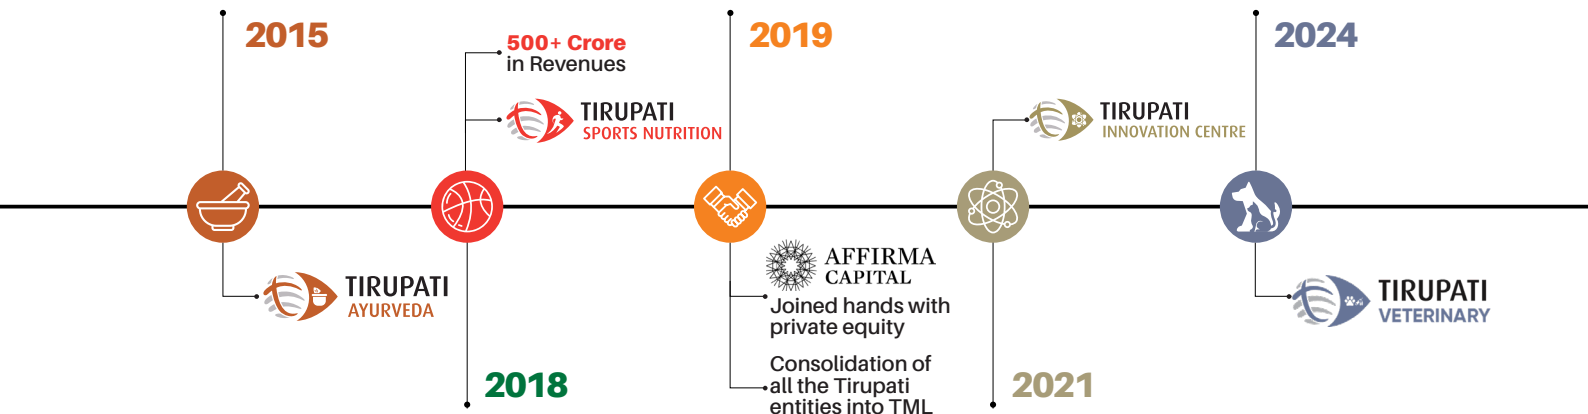 2015
TIRUPATI
AYURVEDA
500+ Crore
in Revenues
TIRUPATI
SPORTS NUTRITION
2018
2019
AFFIRMA
CAPITAL
Joined hands with
private equity
Consolidation of
all the Tirupati
entities into TML
TIRUPATI
INNOVATION CENTRE
2021
2024
TIRUPATI
VETERINARY